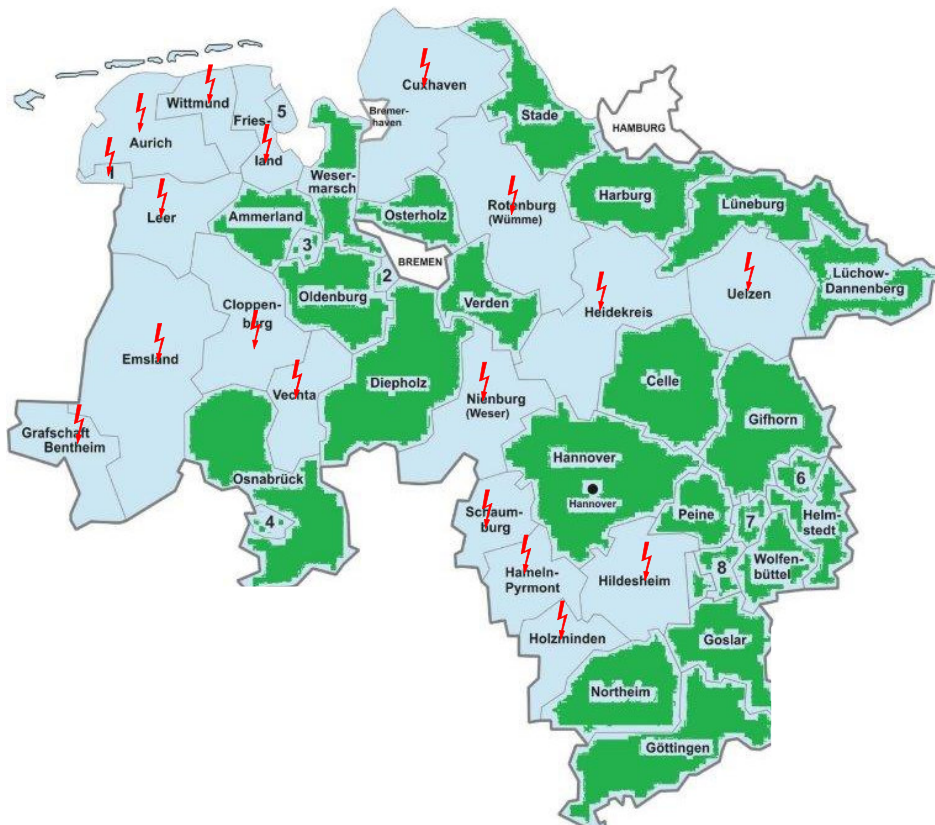 Cuxhaven
Wittmund
Stade
Fries-
5
Bremer-
haven
HAMBURG
Aurich
land
1
Weser-
marsch
Harburg
Lüneburg
Leer
Ammerland
Osterholz
Rotenburg
(Wümme)
3
BREMEN
2
Lüchow-
Dannenberg
Uelzen
Oldenburg
Verden
Heidekreis
Cloppen-
burg
Emsland
Diepholz
Celle
Vechta
Nienburg
(Weser)
Gifhorn
Grafschaft
Bentheim
Hannover
Osnabrück
6
Hannover
Peine
Schaum-
burg
Helm-
stedt
7
4
Wolfen-
büttel
8
Hameln-
Pyrmont
Hildesheim
Holzminden
Goslar
Northeim
Göttingen